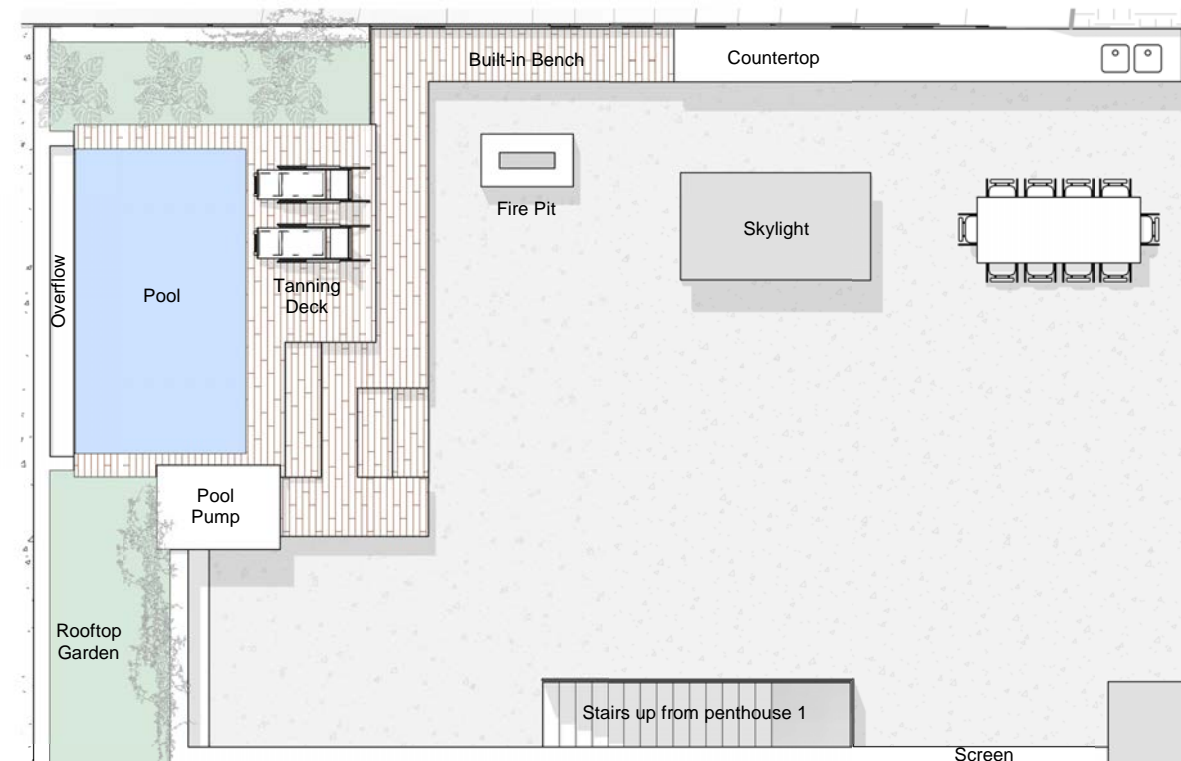 Built-in Bench
Countertop
Fire Pit
Skylight
Overflow
Pool
Tanning
Deck
Pool
Pump
Rooftop
Garden
Stairs up from penthouse 1
Screen